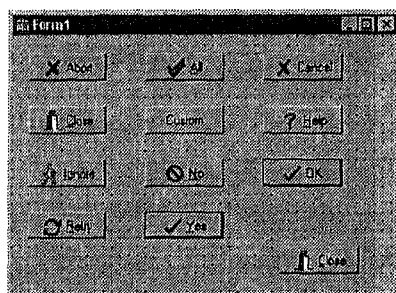 Form1
Abort All Cancel
Close Custom Help
Ignore No OK
Retry Yes
Close